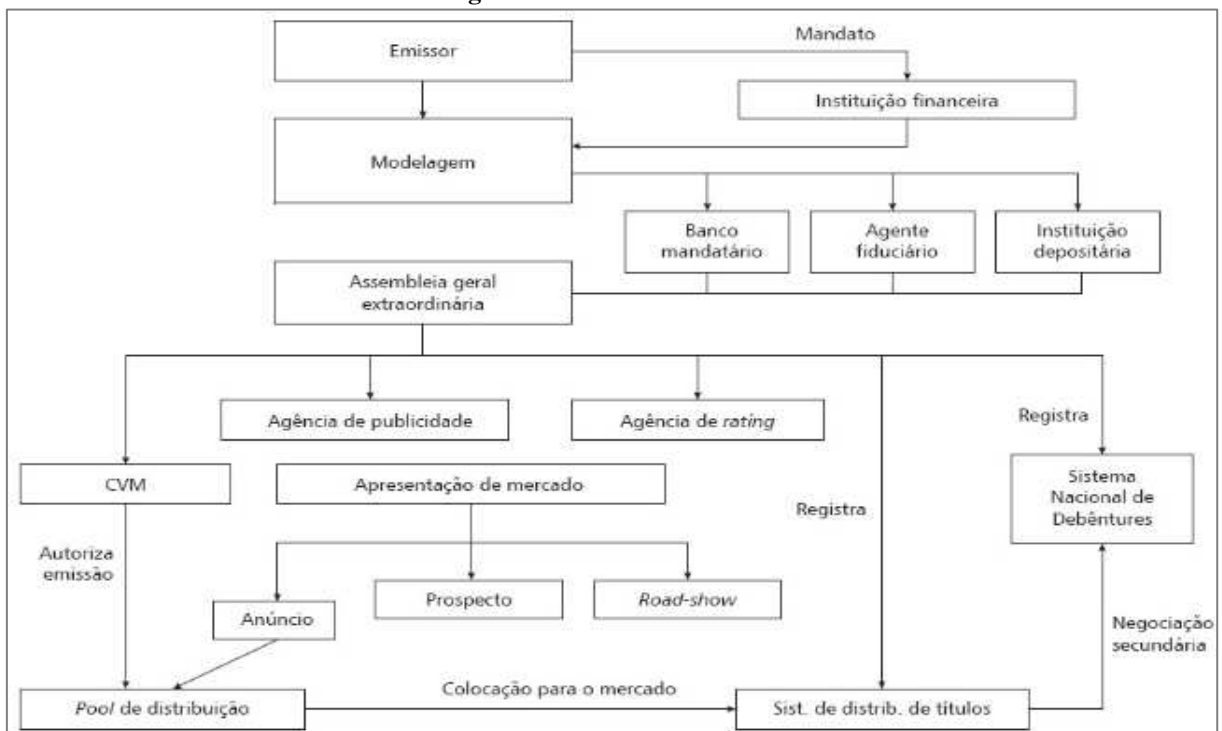 Emissor
Mandato
Instituição financeira
Modelagem
Banco
mandatário
Agente
fiduciário
Instituição
depositária
Assembleia geral
extraordinária
Agência de publicidade
Agência de rating
Registra
CVM
Apresentação de mercado
Registra
Sistema
Nacional de
Debêntures
Autoriza
emissão
Prospecto
Road-show
Anúncio
Negociação
secundária
Pool de distribuição
Colocação para o mercado
Sist. de distrib. de títulos